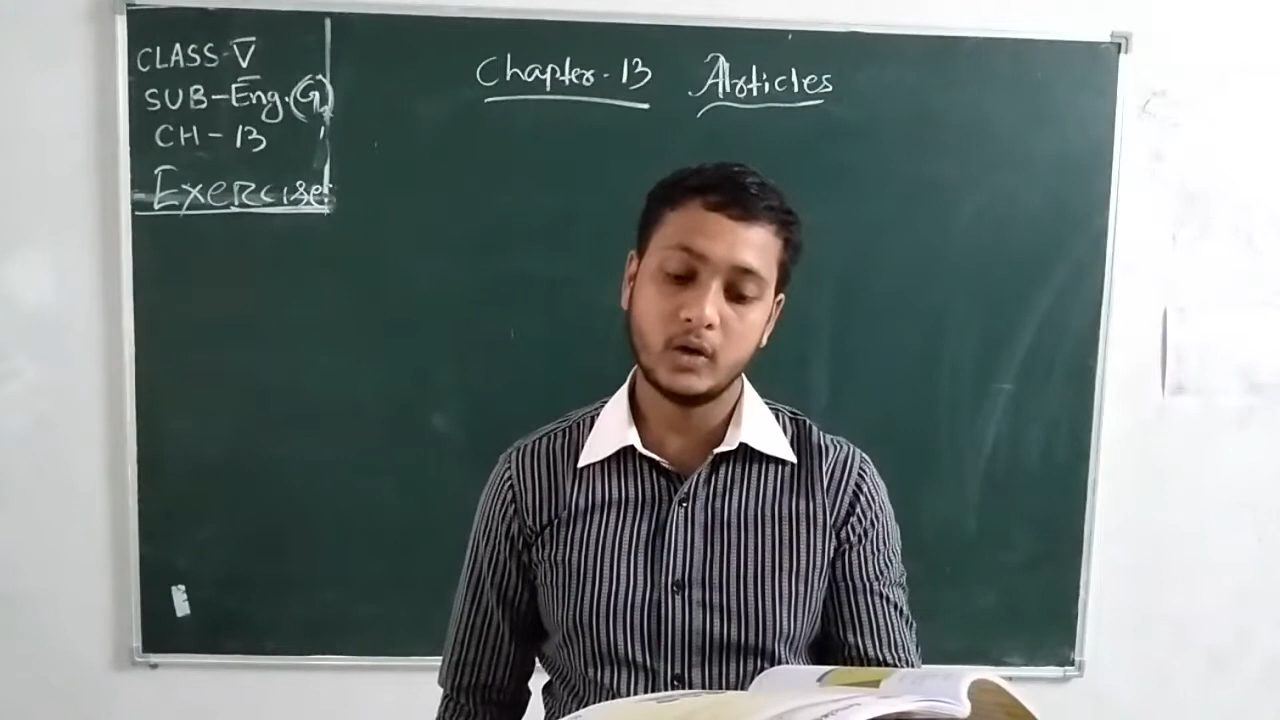 CLASS-V
SUB-Eng.(G)
CH-13
Exercise
Chapter-13 Articles